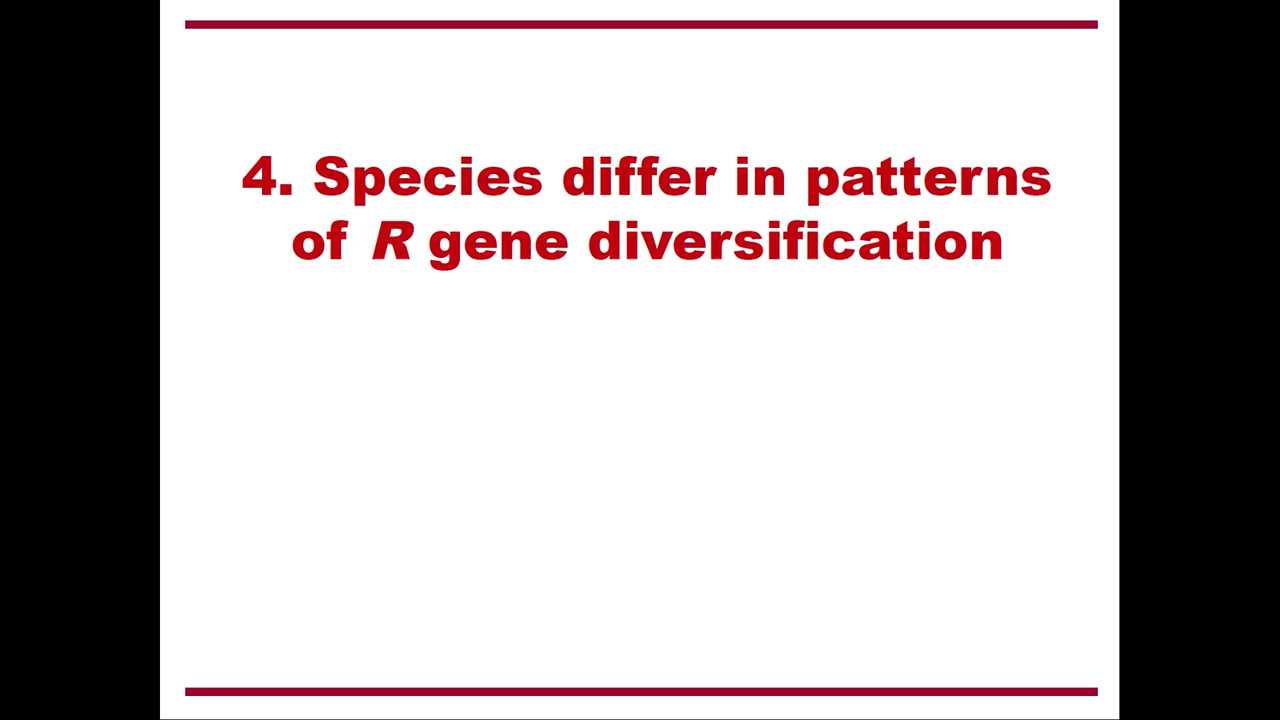 4. Species differ in patterns
of R gene diversification